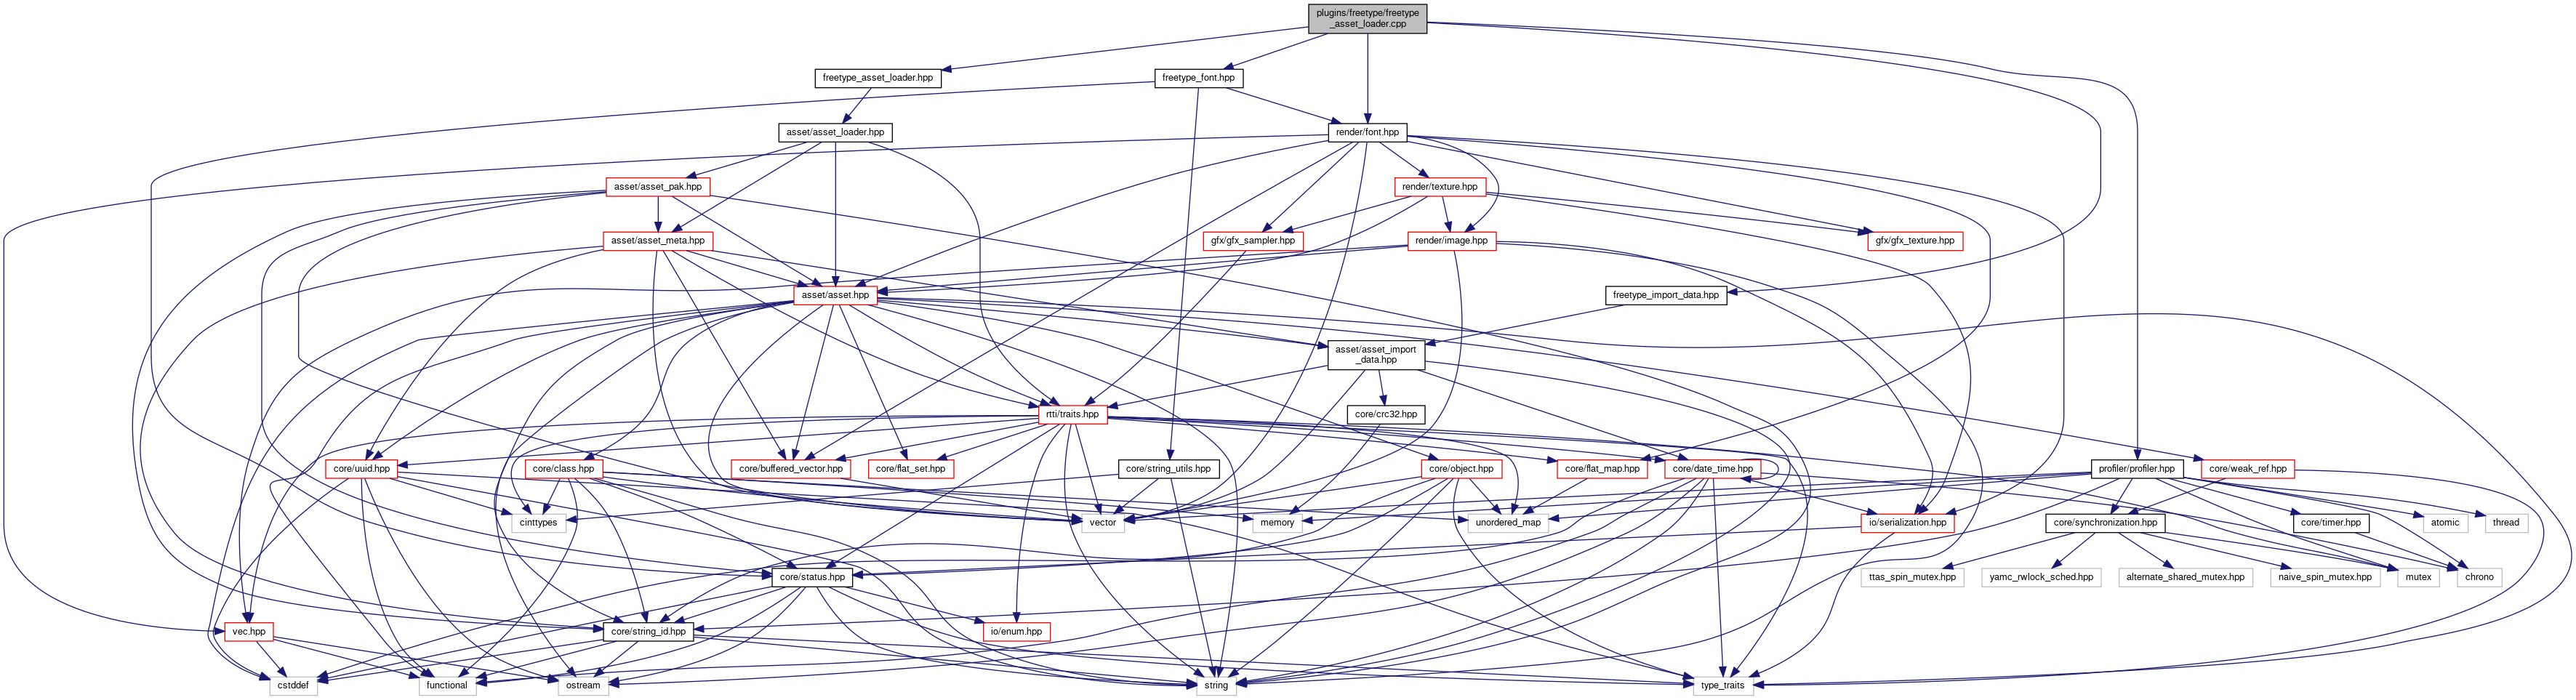 plugins/freetype/freetype
_asset_loader.cpp
freetype_asset_loader.hpp
freetype_font.hpp
asset/asset_loader.hpp
render/font.hpp
asset/asset_pak.hpp
render/texture.hpp
asset/asset_meta.hpp
gfx/gfx_sampler.hpp
render/image.hpp
gfx/gfx_texture.hpp
asset/asset.hpp
freetype_import_data.hpp
asset/asset_import
_data.hpp
rtti/traits.hpp
core/crc32.hpp
core/uuid.hpp
core/class.hpp
core/buffered_vector.hpp
core/flat_set.hpp
core/string_utils.hpp
core/object.hpp
core/flat_map.hpp
core/date_time.hpp
profiler/profiler.hpp
core/weak_ref.hpp
cinttypes
vector
memory
unordered_map
io/serialization.hpp
core/synchronization.hpp
core/timer.hpp
atomic
thread
core/status.hpp
ttas_spin_mutex.hpp
yamc_rwlock_sched.hpp
alternate_shared_mutex.hpp
naive_spin_mutex.hpp
mutex
chrono
vec.hpp
core/string_id.hpp
io/enum.hpp
cstddef
functional
ostream
string
type_traits